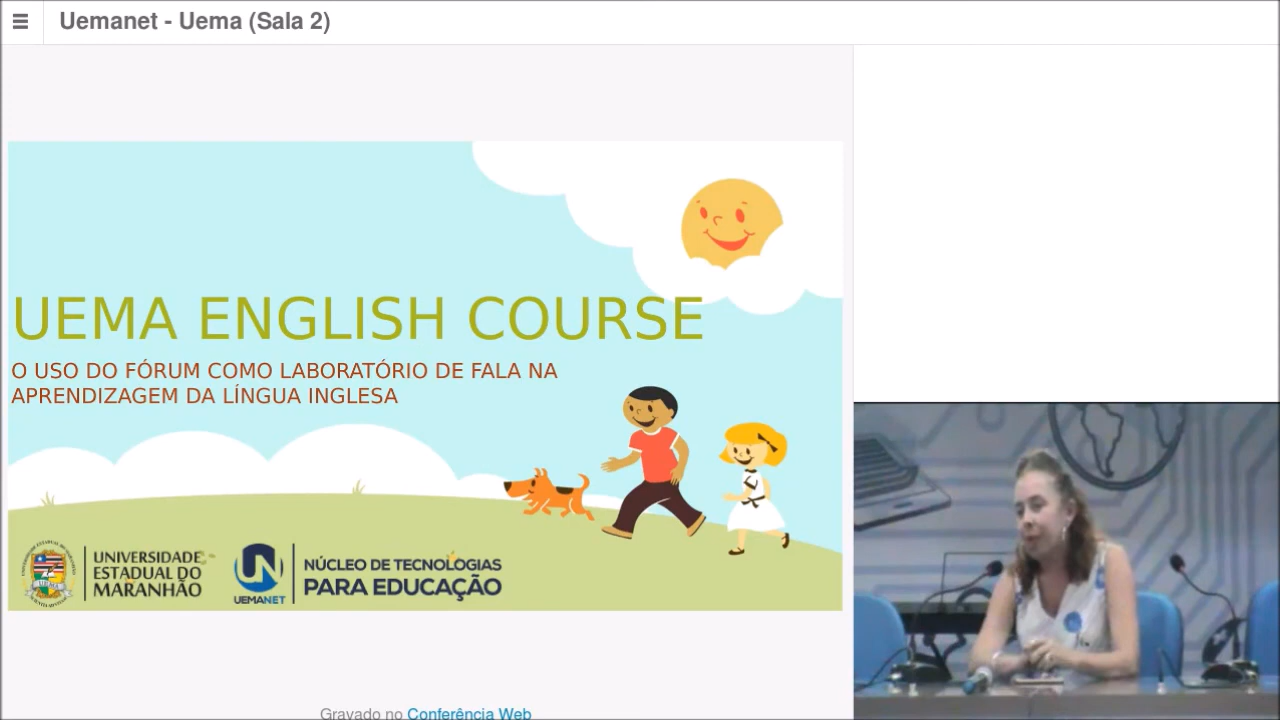 Uemanet - Uema (Sala 2)
UEMA ENGLISH COURSE
O USO DO FÓRUM COMO LABORATÓRIO DE FALA NA
APRENDIZAGEM DA LÍNGUA INGLESA
UNIVERSIDADE
ESTADUAL DO
MARANHÃO
UEMANET
NÚCLEO DE TECNOLOGIAS
PARA EDUCAÇÃO
Gravado no Conferência Web